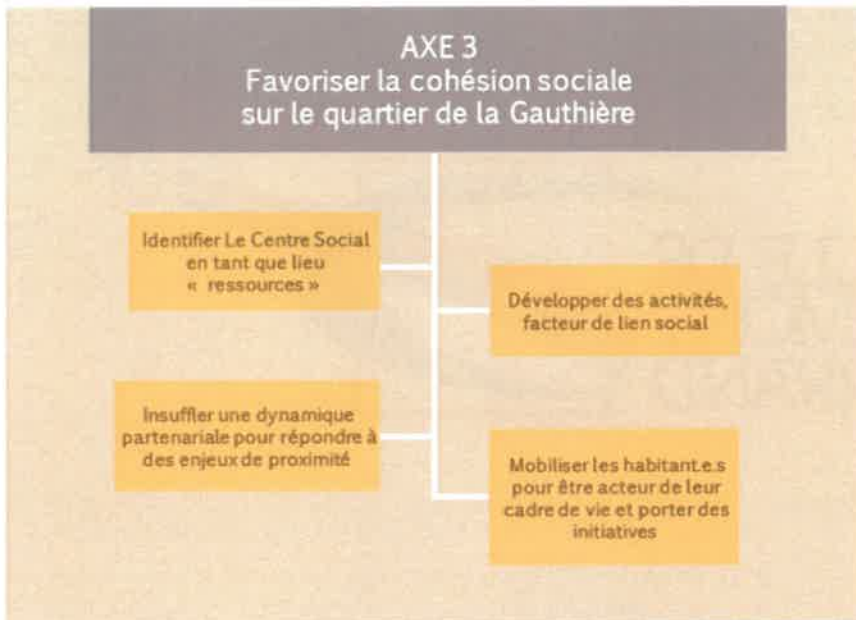 AXE 3
Favoriser la cohésion sociale
sur le quartier de la Gauthière
Identifier Le Centre Social
en tant que lieu
« ressources »
Développer des activités,
facteur de lien social
Insuffler une dynamique
partenariale pour répondre à
des enjeux de proximité
Mobiliser les habitant.e.s
pour être acteur de leur
cadre de vie et porter des
initiatives